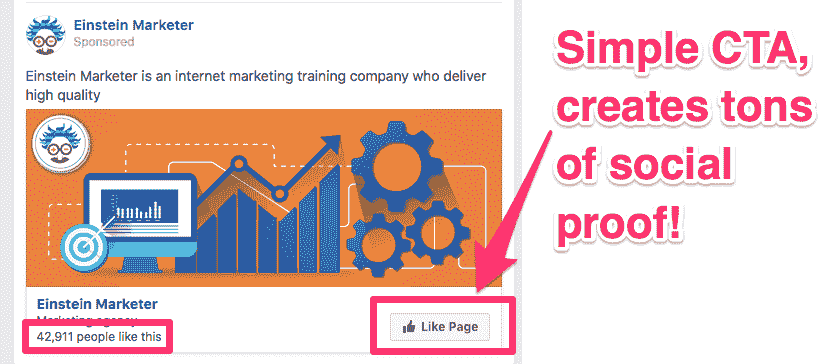 Einstein Marketer
Sponsored
Einstein Marketer is an internet marketing training company who deliver
high quality
Einstein Marketer
Marketing agency
42,911 people like this
Like Page
Simple CTA,
creates tons
of social
proof!